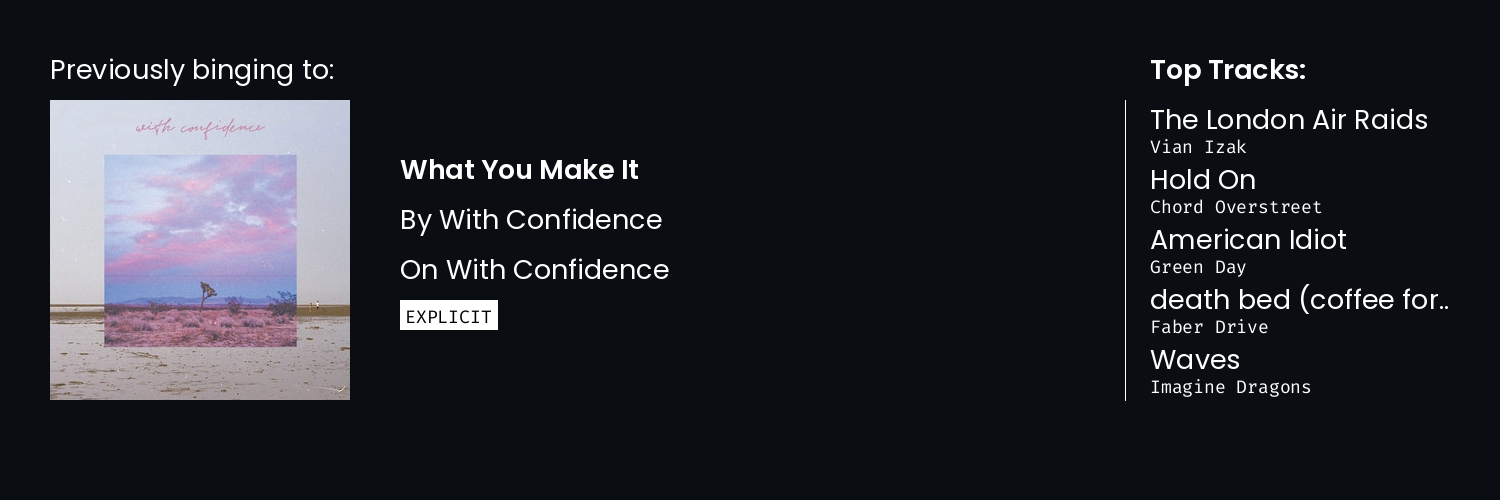 Previously binging to:
with confidence
What You Make It
By With Confidence
On With Confidence
EXPLICIT
Top Tracks:
The London Air Raids
Vian Izak
Hold On
Chord Overstreet
American Idiot
Green Day
death bed (coffee for..
Faber Drive
Waves
Imagine Dragons